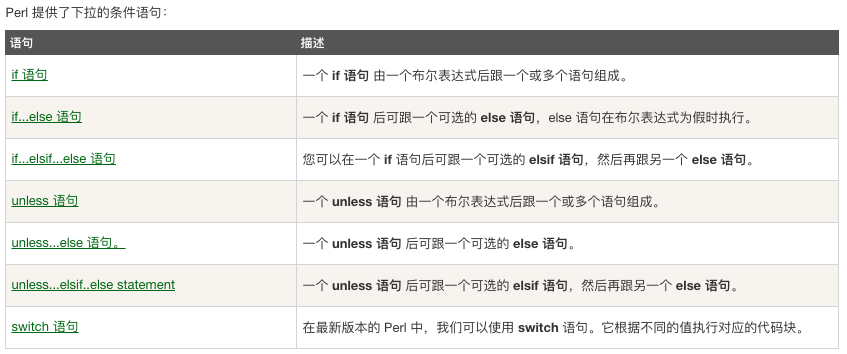 Perl 提供了下拉的条件语句：
语句 描述
if 语句 一个 if 语句 由一个布尔表达式后跟一个或多个语句组成。
if...else 语句 一个 if 语句 后可跟一个可选的 else 语句，else 语句在布尔表达式为假时执行。
if...elsif...else 语句 您可以在一个 if 语句后可跟一个可选的 elsif 语句，然后再跟另一个 else 语句。
unless 语句 一个 unless 语句 由一个布尔表达式后跟一个或多个语句组成。
unless...else 语句。 一个 unless 语句 后可跟一个可选的 else 语句。
unless...elsif..else statement 一个 unless 语句 后可跟一个可选的 elsif 语句，然后再跟另一个 else 语句。
switch 语句 在最新版本的 Perl 中，我们可以使用 switch 语句。它根据不同的值执行对应的代码块。